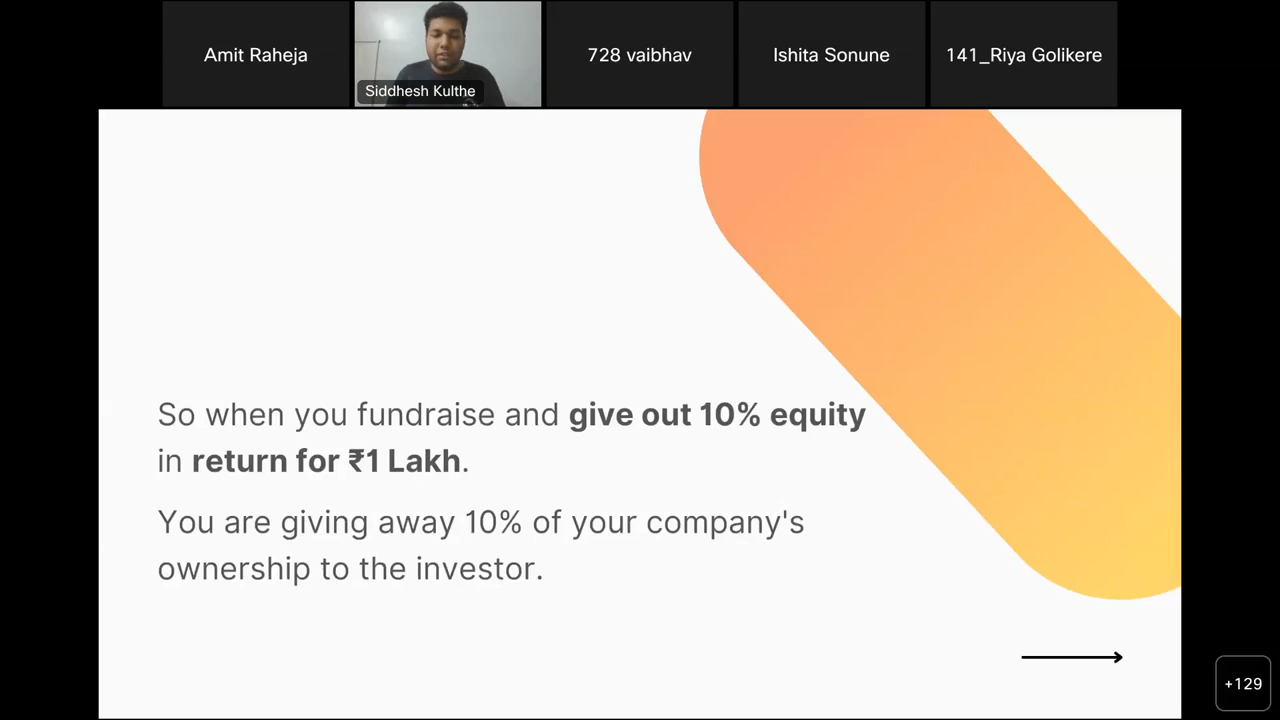 Amit Raheja
Siddhesh Kulthe
728 vaibhav
Ishita Sonune
141_Riya Golikere
So when you fundraise and give out 10% equity
in return for ₹1 Lakh.
You are giving away 10% of your company's
ownership to the investor.
+129